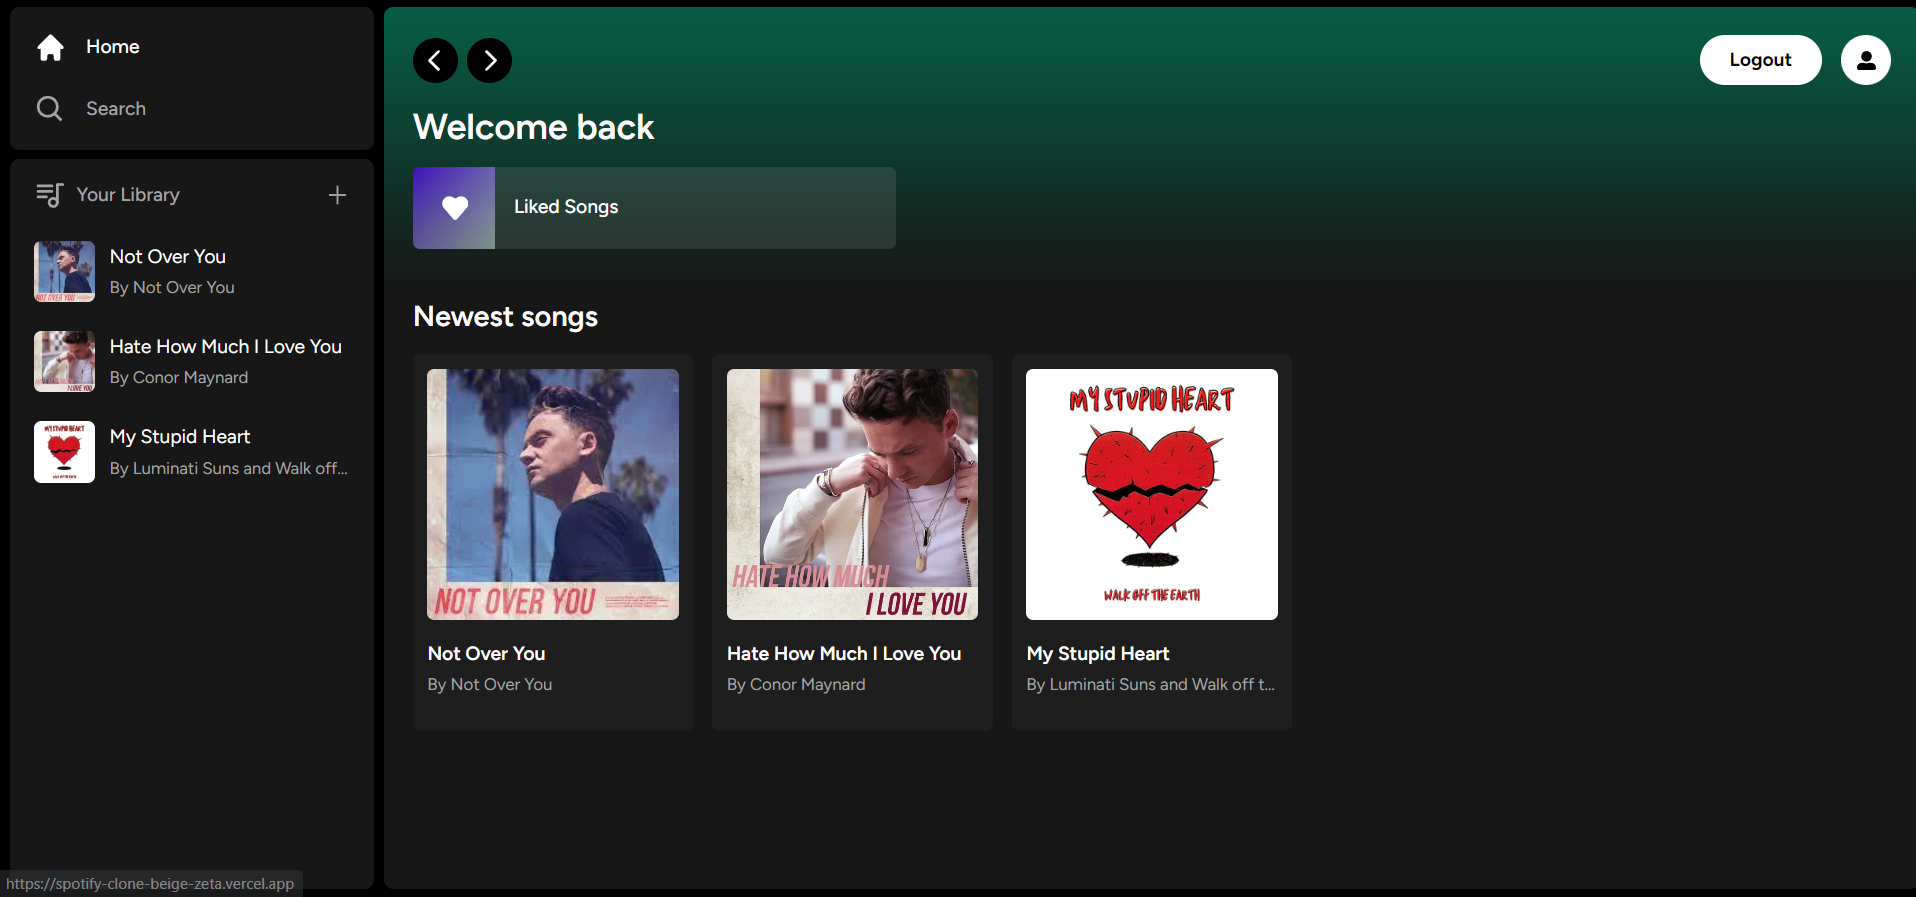 Home
Search
Your Library
Not Over You
By Not Over You
Hate How Much I Love You
By Conor Maynard
My Stupid Heart
By Luminati Suns and Walk off...
Logout
Welcome back
Liked Songs
Newest songs
NOT OVER YOU
Not Over You
By Not Over You
HATE HOW MUCH
I LOVE YOU
Hate How Much I Love You
By Conor Maynard
MY STUPID HEART
WALK OFF THE EARTH
My Stupid Heart
By Luminati Suns and Walk off t...
https://spotify-clone-beige-zeta.vercel.app